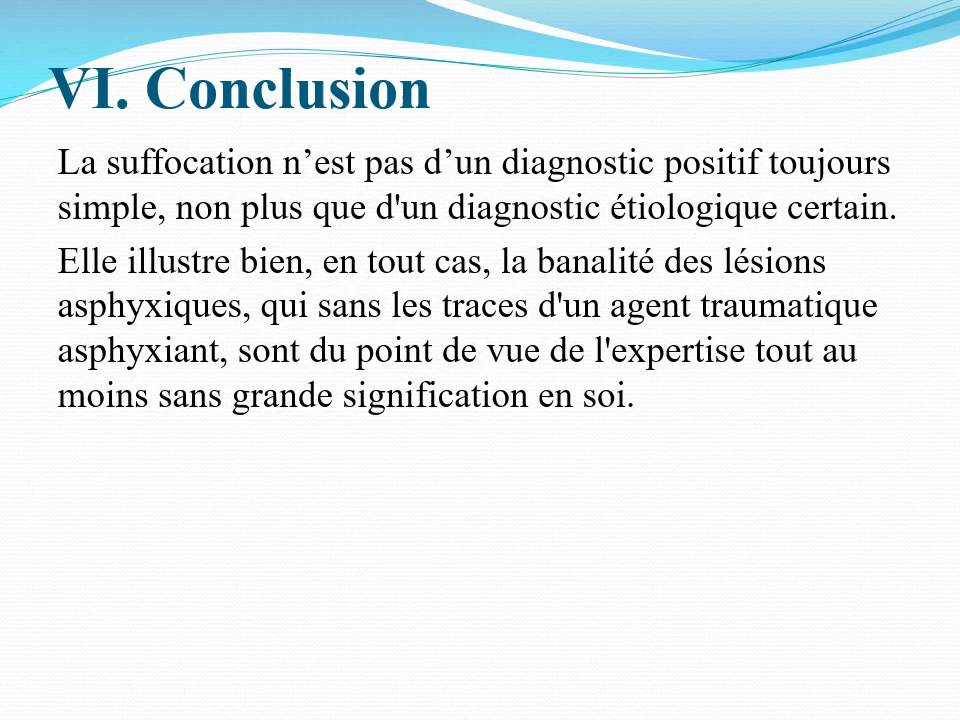 VI. Conclusion
La suffocation n’est pas d’un diagnostic positif toujours
simple, non plus que d'un diagnostic étiologique certain.
Elle illustre bien, en tout cas, la banalité des lésions
asphyxiques, qui sans les traces d'un agent traumatique
asphyxiant, sont du point de vue de l'expertise tout au
moins sans grande signification en soi.